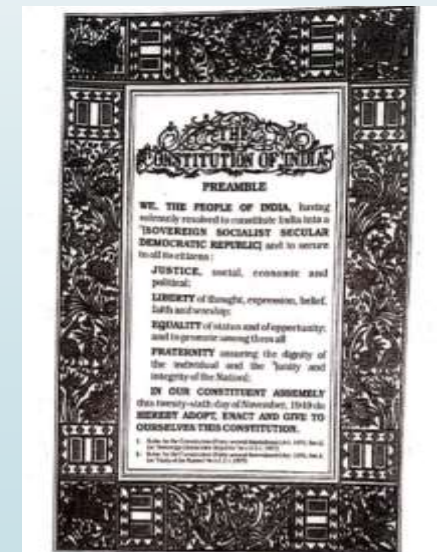 THE
CONSTITUTION OF INDIA
PREAMBLE
WE, THE PEOPLE OF INDIA, having
solemnly resolved to constitute India into a
[SOVEREIGN SOCIALIST SECULAR
DEMOCRATIC REPUBLIC] and to secure
to all its citizens:
JUSTICE, social, economic and
political;
LIBERTY of thought, expression, belief,
faith and worship;
EQUALITY of status and of opportunity;
and to promote among them all
FRATERNITY assuring the dignity of
the individual and the unity and
integrity of the Nation];
IN OUR CONSTITUENT ASSEMBLY
this twenty-sixth day of November, 1949 do
HEREBY ADOPT, ENACT AND GIVE TO
OURSELVES THIS CONSTITUTION.